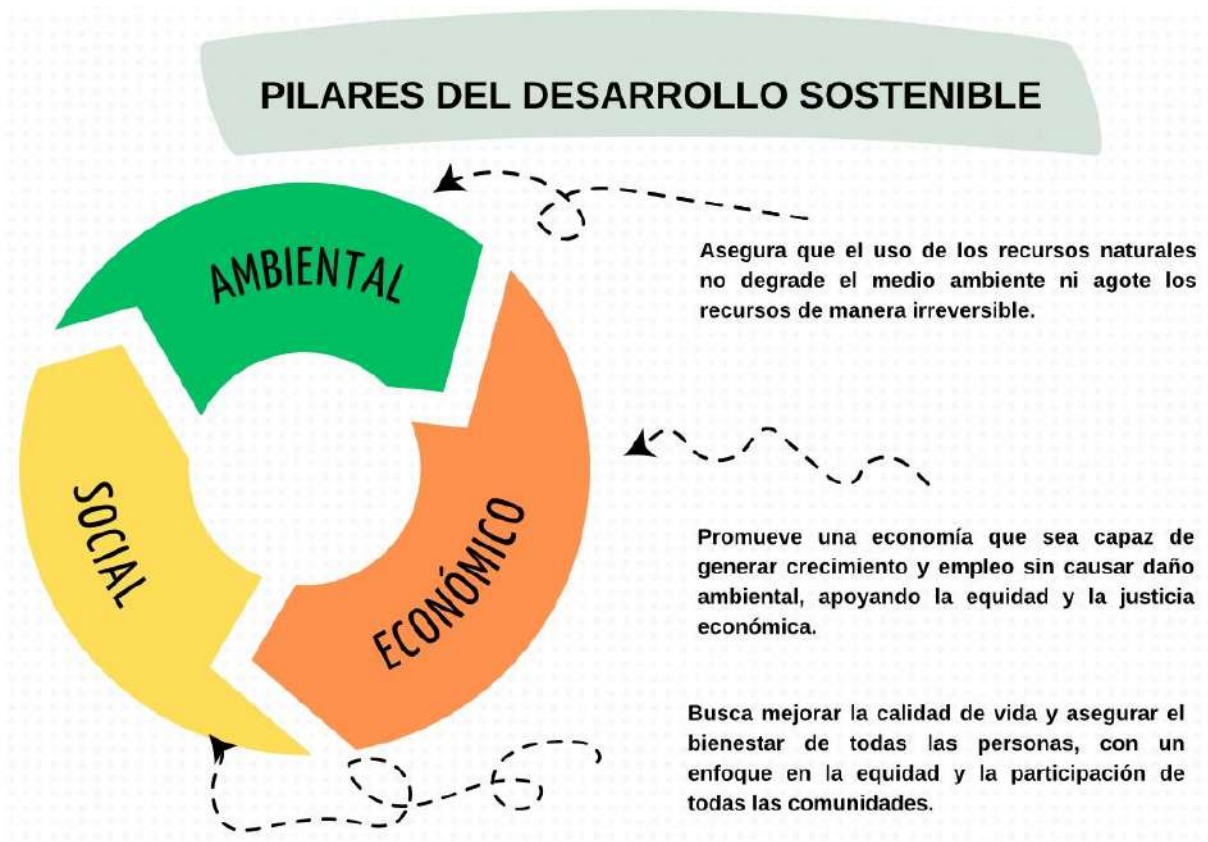 PILARES DEL DESARROLLO SOSTENIBLE
AMBIENTAL
Asegura que el uso de los recursos naturales
no degrade el medio ambiente ni agote los
recursos de manera irreversible.
ECONÓMICO
Promueve una economía que sea capaz de
generar crecimiento y empleo sin causar daño
ambiental, apoyando la equidad y la justicia
económica.
SOCIAL
Busca mejorar la calidad de vida y asegurar el
bienestar de todas las personas, con un
enfoque en la equidad y la participación de
todas las comunidades.